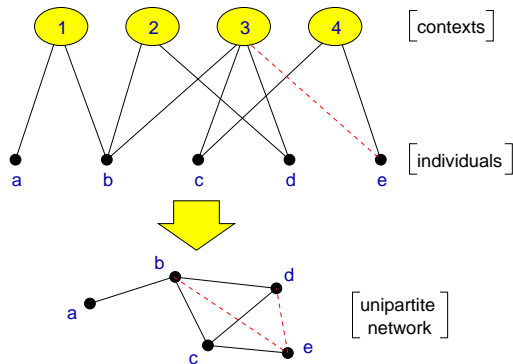 1 2 3 4 [contexts]
a b c d e [individuals]
b
d
a
c
e
[unipartite
network]